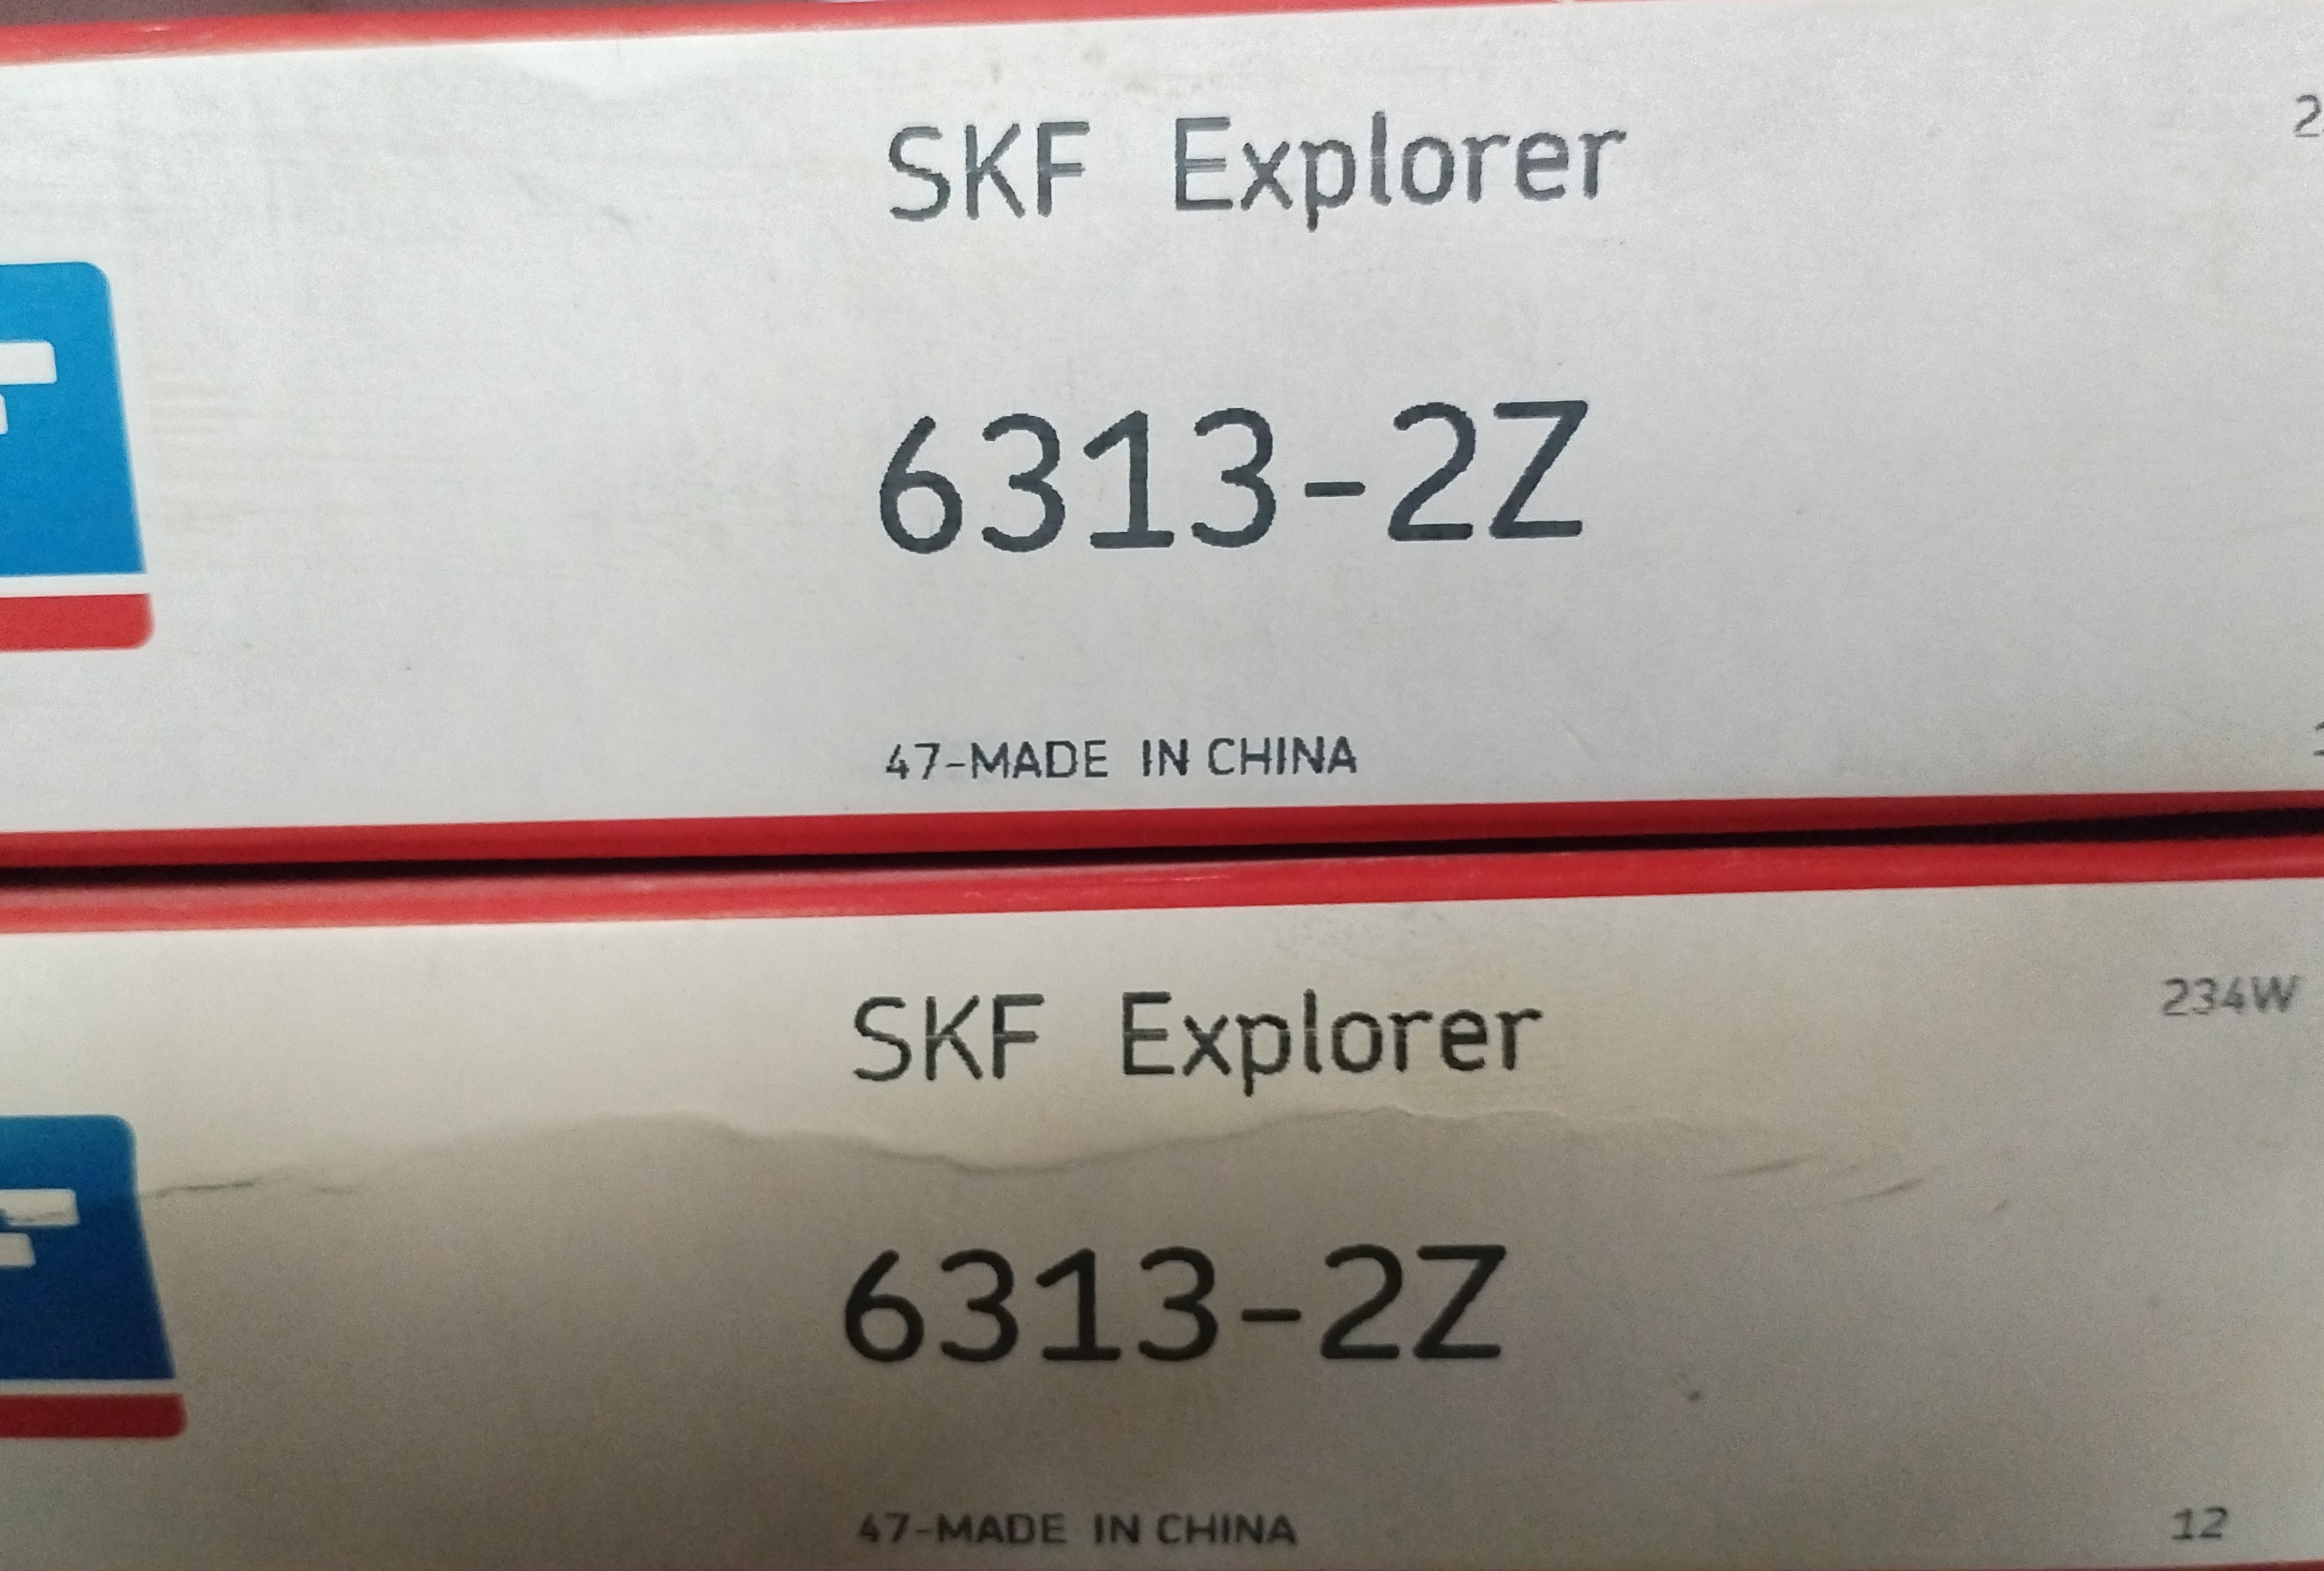 SKF Explorer
6313-2Z
47-MADE IN CHINA
SKF Explorer
234W
6313-2Z
47-MADE IN CHINA
12